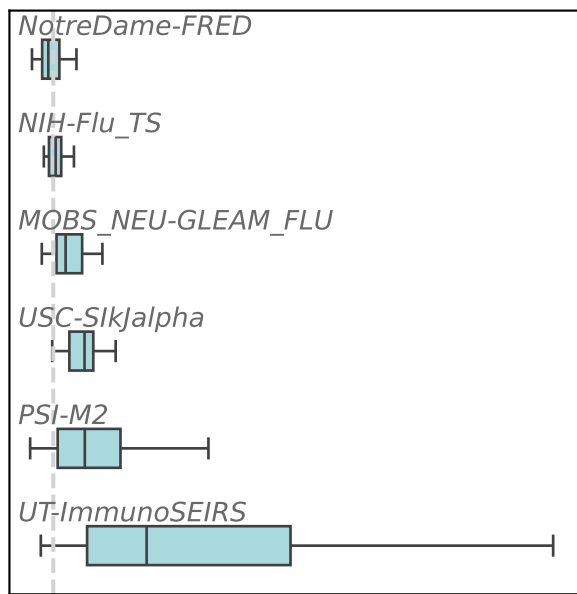 NotreDame-FRED
NIH-Flu_TS
MOBS_NEU-GLEAM_FLU
USC-SIkJalpha
PSI-M2
UT-ImmunoSEIRS